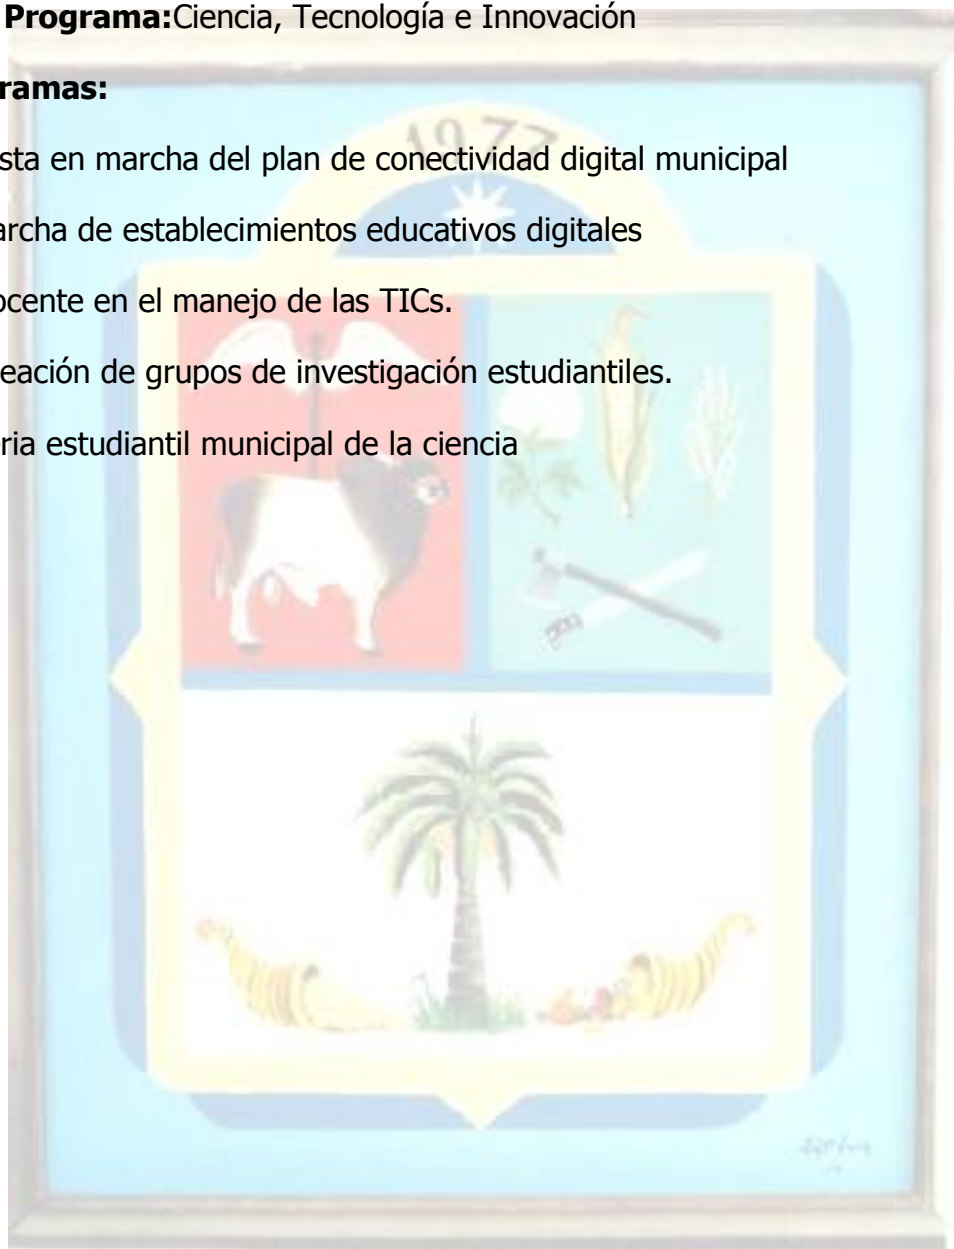 Programa:Ciencia, Tecnología e Innovación
ramas:
sta en marcha del plan de conectividad digital municipal
archa de establecimientos educativos digitales
ocente en el manejo de las TICs.
eación de grupos de investigación estudiantiles.
ria estudiantil municipal de la ciencia
1977